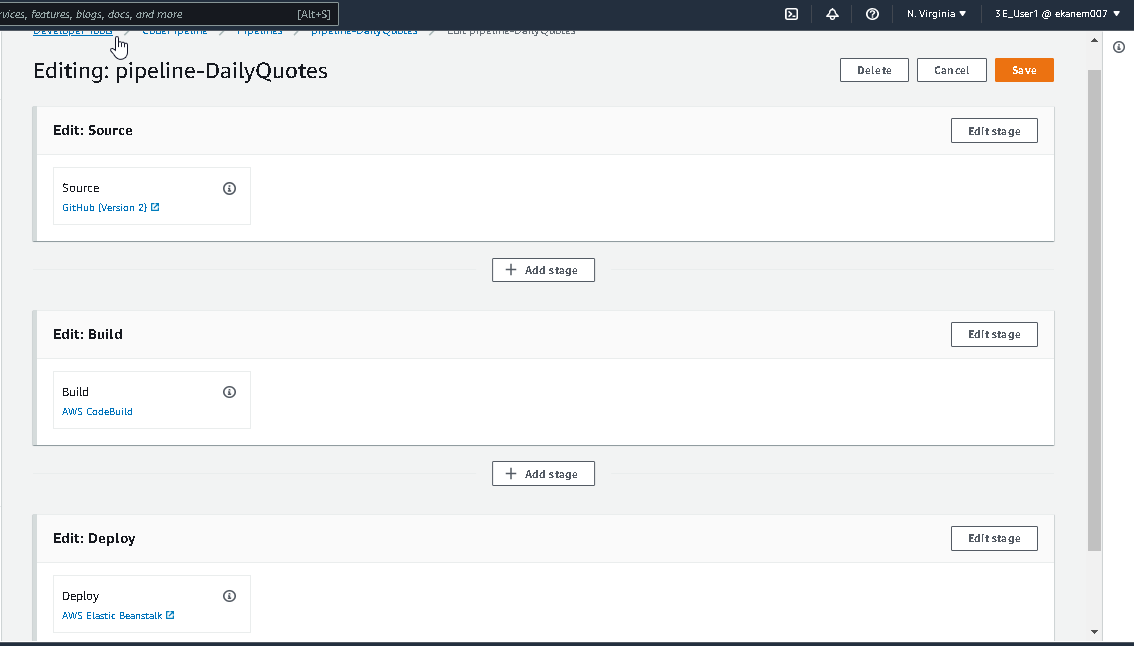 rvices, features, blogs, docs, and more [Alt+S] N. Virginia ▼ 3E_User1 @ ekanem007 ▼
Developer Tools CodePipeline Pipelines pipeline-DailyQuotes Edit pipeline-DailyQuotes
Editing: pipeline-DailyQuotes Delete Cancel Save
Edit: Source Edit stage
Source
GitHub (Version 2)
+ Add stage
Edit: Build Edit stage
Build
AWS CodeBuild
+ Add stage
Edit: Deploy Edit stage
Deploy
AWS Elastic Beanstalk